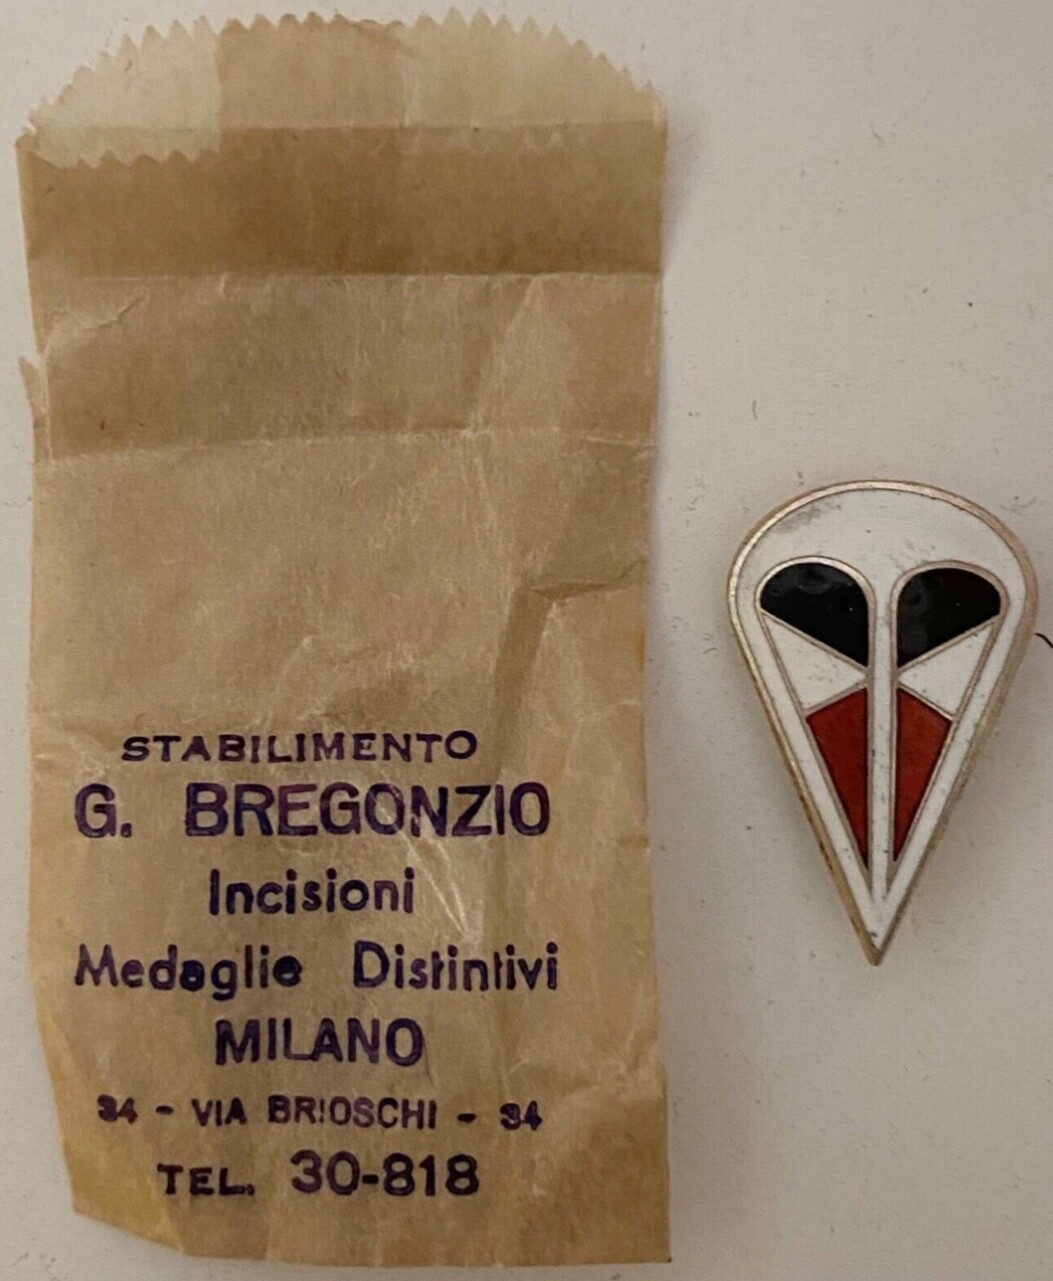 STABILIMENTO
G. BREGONZIO
Incisioni
Medaglie Distintivi
MILANO
34 - VIA BRIOSCHI - 34
TEL. 30-818